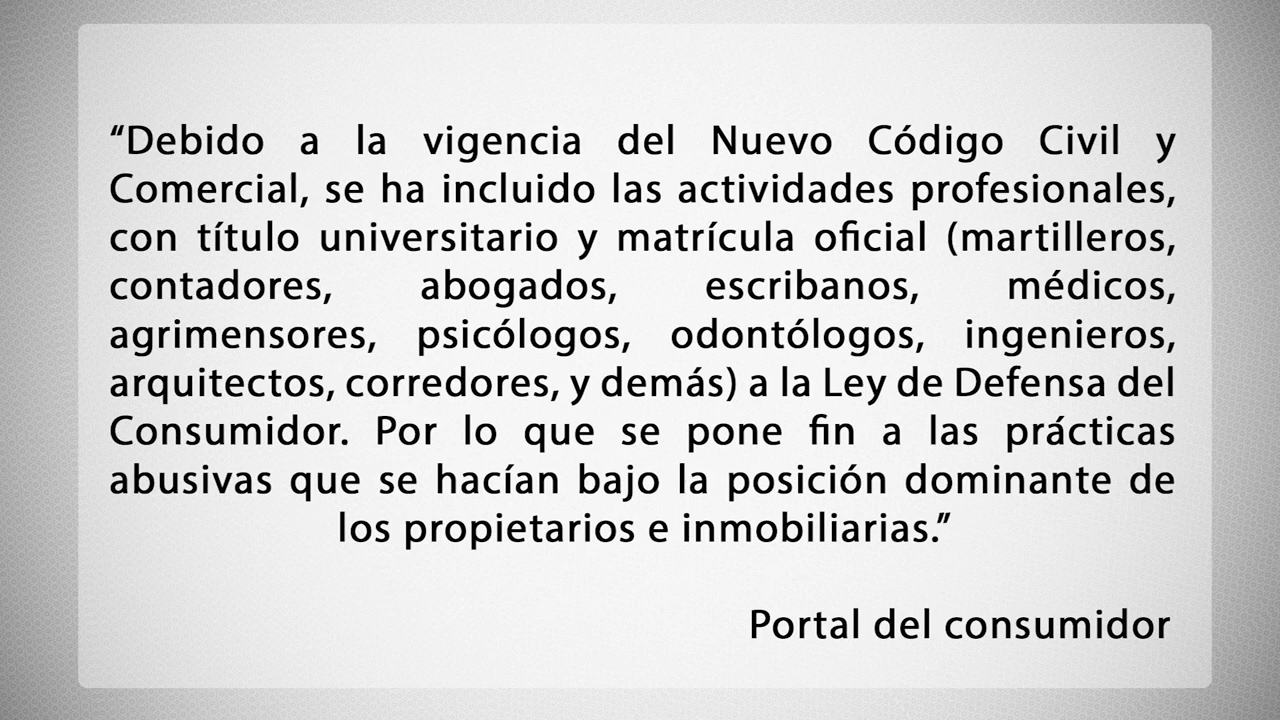 “Debido a la vigencia del Nuevo Código Civil y
Comercial, se ha incluido las actividades profesionales,
con título universitario y matrícula oficial (martilleros,
contadores, abogados, escribanos, médicos,
agrimensores, psicólogos, odontólogos, ingenieros,
arquitectos, corredores, y demás) a la Ley de Defensa del
Consumidor. Por lo que se pone fin a las prácticas
abusivas que se hacían bajo la posición dominante de
los propietarios e inmobiliarias.”
Portal del consumidor